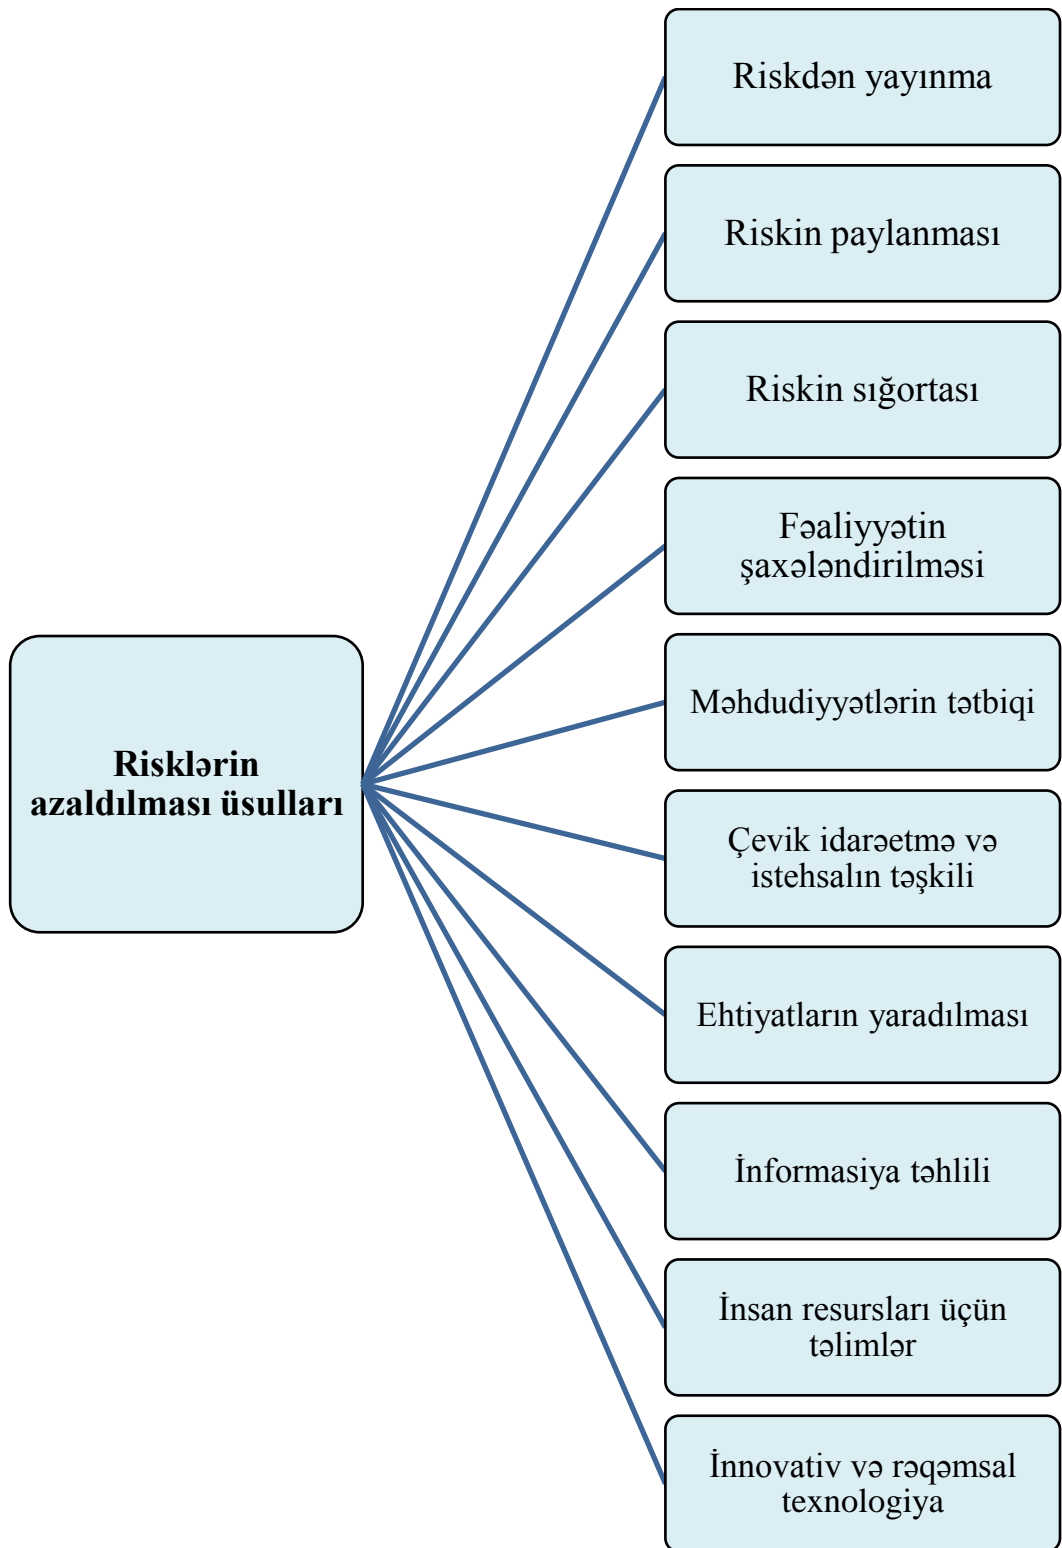 Riskdən yayınma
Riskin paylanması
Riskin sığortası
Fəaliyyətin
şaxələndirilməsi
Məhdudiyyətlərin tətbiqi
Risklərin
azaldılması üsulları
Çevik idarəetmə və
istehsalın təşkili
Ehtiyatların yaradılması
İnformasiya təhlili
İnsan resursları üçün
təlimlər
İnnovativ və rəqəmsal
texnologiya